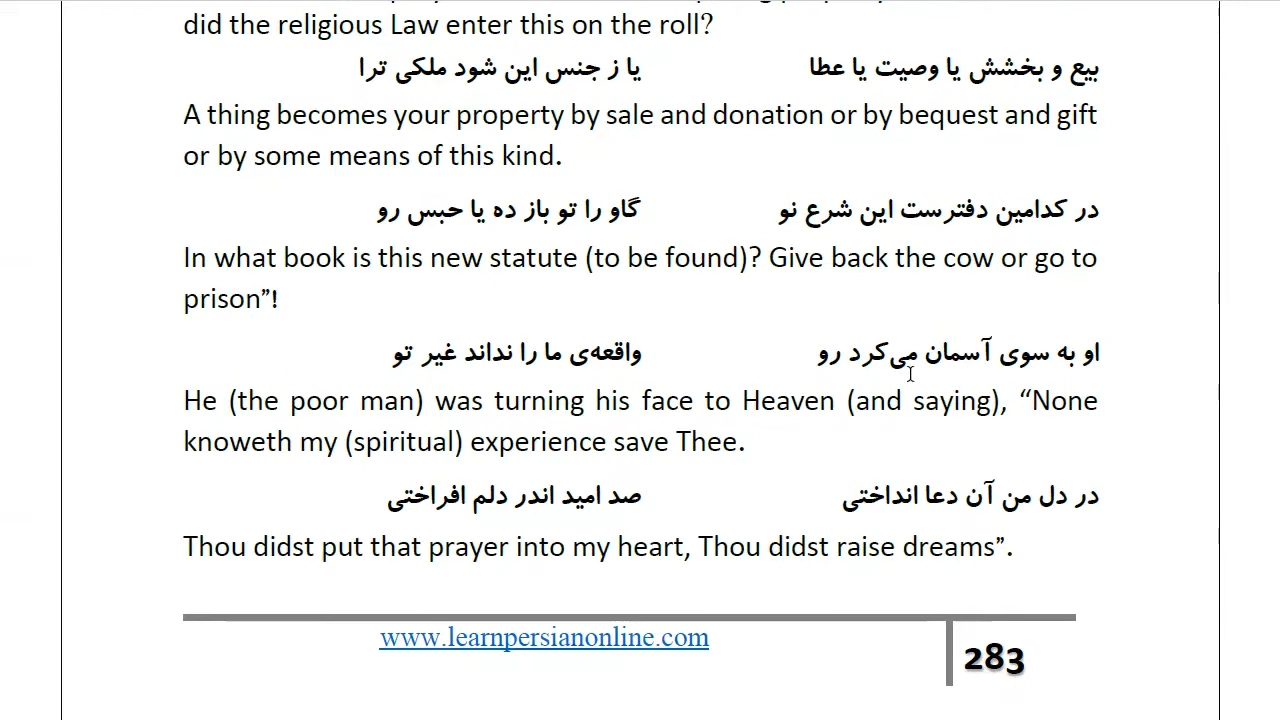 did the religious Law enter this on the roll?
بیع و بخشش یا وصیت یا عطا یا ز جنس این شود ملکی ترا
A thing becomes your property by sale and donation or by bequest and gift
or by some means of this kind.
در کدامین دفترست این شرع نو گاو را تو باز ده یا حبس رو
In what book is this new statute (to be found)? Give back the cow or go to
prison”!
او به سوی آسمان می‌کرد رو واقعه‌ی ما را نداند غیر تو
He (the poor man) was turning his face to Heaven (and saying), “None
knoweth my (spiritual) experience save Thee.
در دل من آن دعا انداختی صد امید اندر دلم افراختی
Thou didst put that prayer into my heart, Thou didst raise dreams”.
www.learnpersianonline.com
283